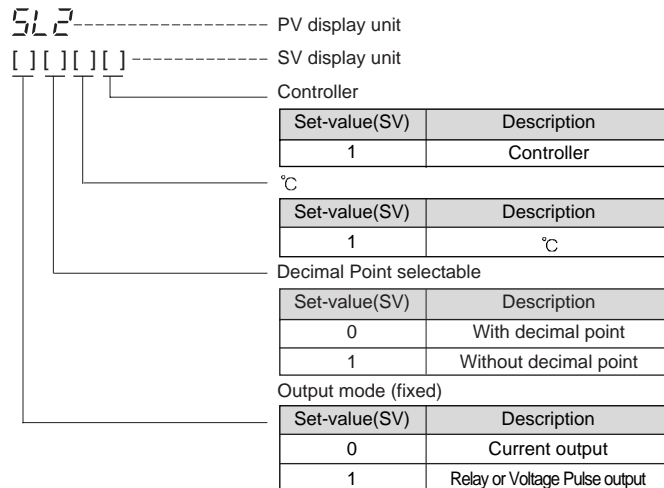 SL2 PV display unit
[ ][ ][ ][ ] SV display unit
Controller
Set-value(SV) Description
1 Controller
℃
Set-value(SV) Description
1 ℃
Decimal Point selectable
Set-value(SV) Description
0 With decimal point
1 Without decimal point
Output mode (fixed)
Set-value(SV) Description
0 Current output
1 Relay or Voltage Pulse output